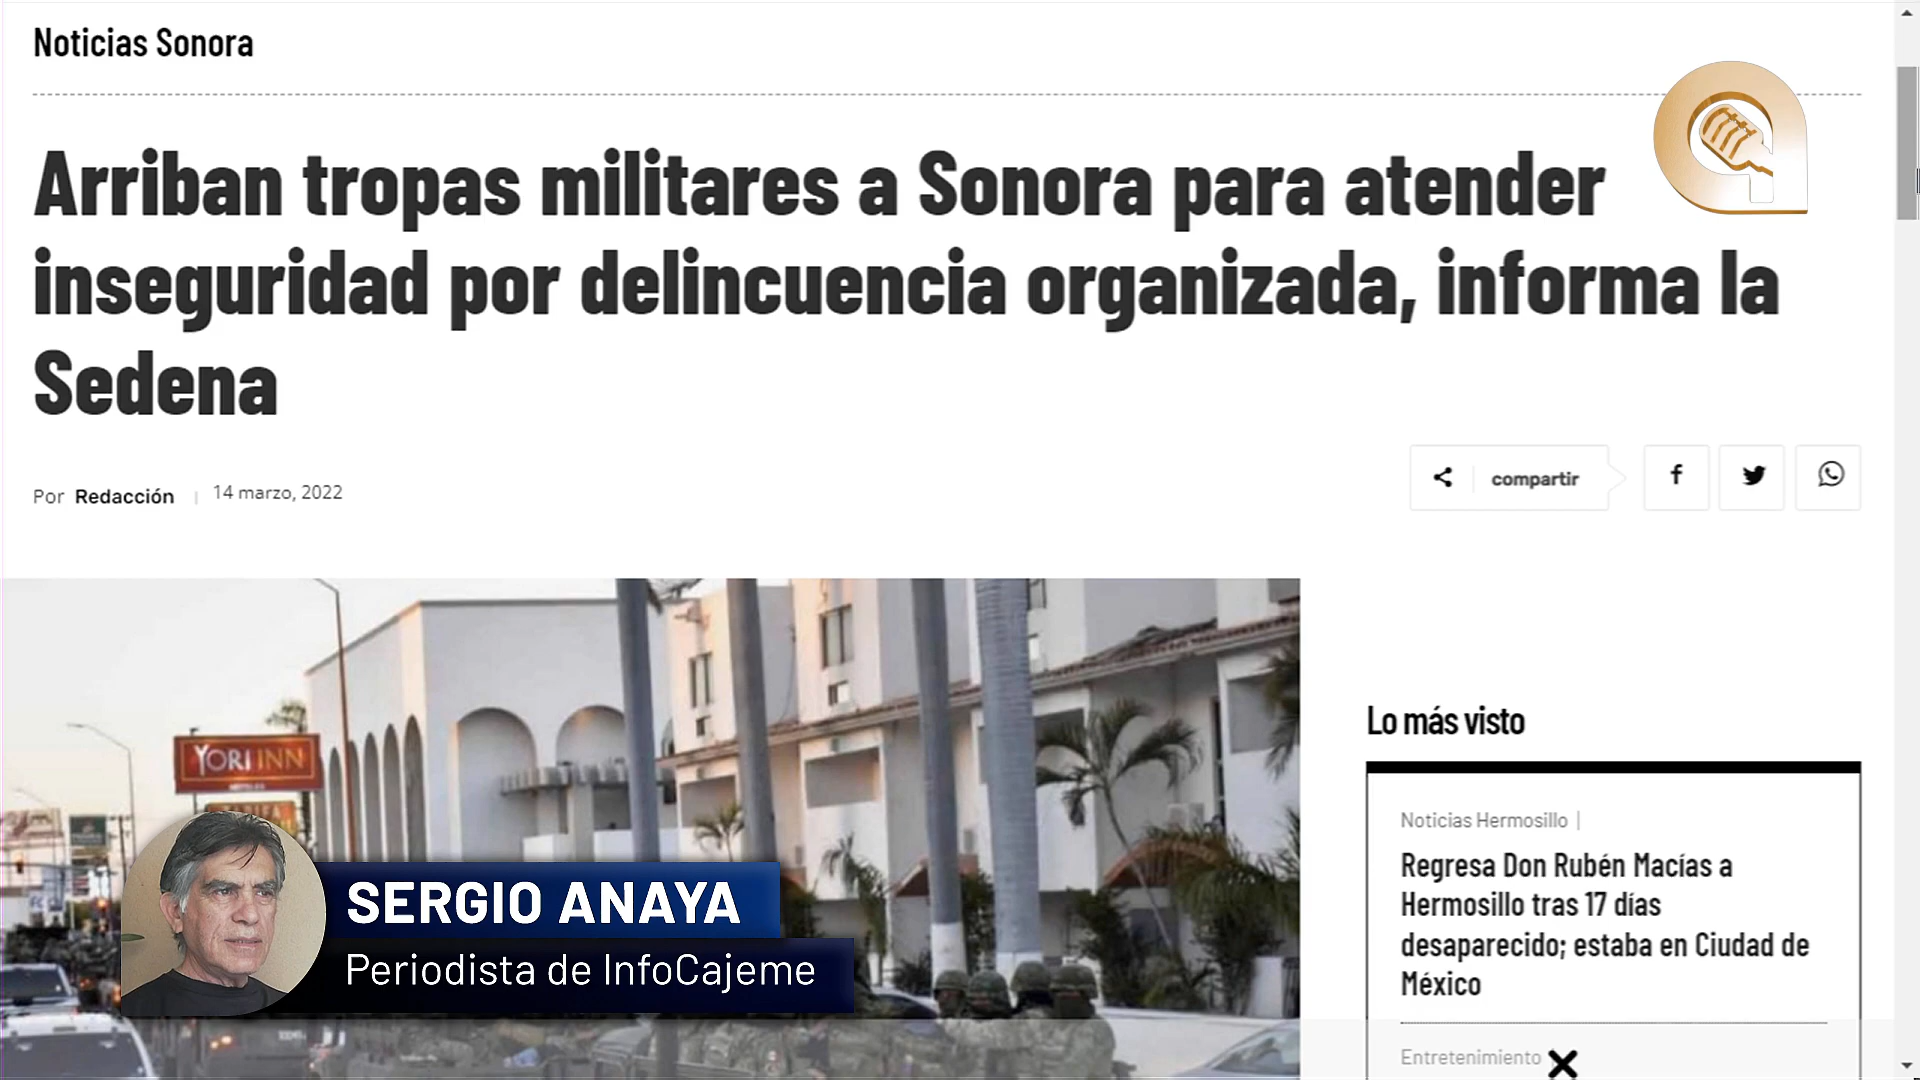 Noticias Sonora
Arriban tropas militares a Sonora para atender
inseguridad por delincuencia organizada, informa la
Sedena
Por Redacción | 14 marzo, 2022
compartir
YORI INN
HOTELES
TARIFA
SERGIO ANAYA
Periodista de InfoCajeme
Lo más visto
Noticias Hermosillo |
Regresa Don Rubén Macías a
Hermosillo tras 17 días
desaparecido; estaba en Ciudad de
México
Entretenimiento